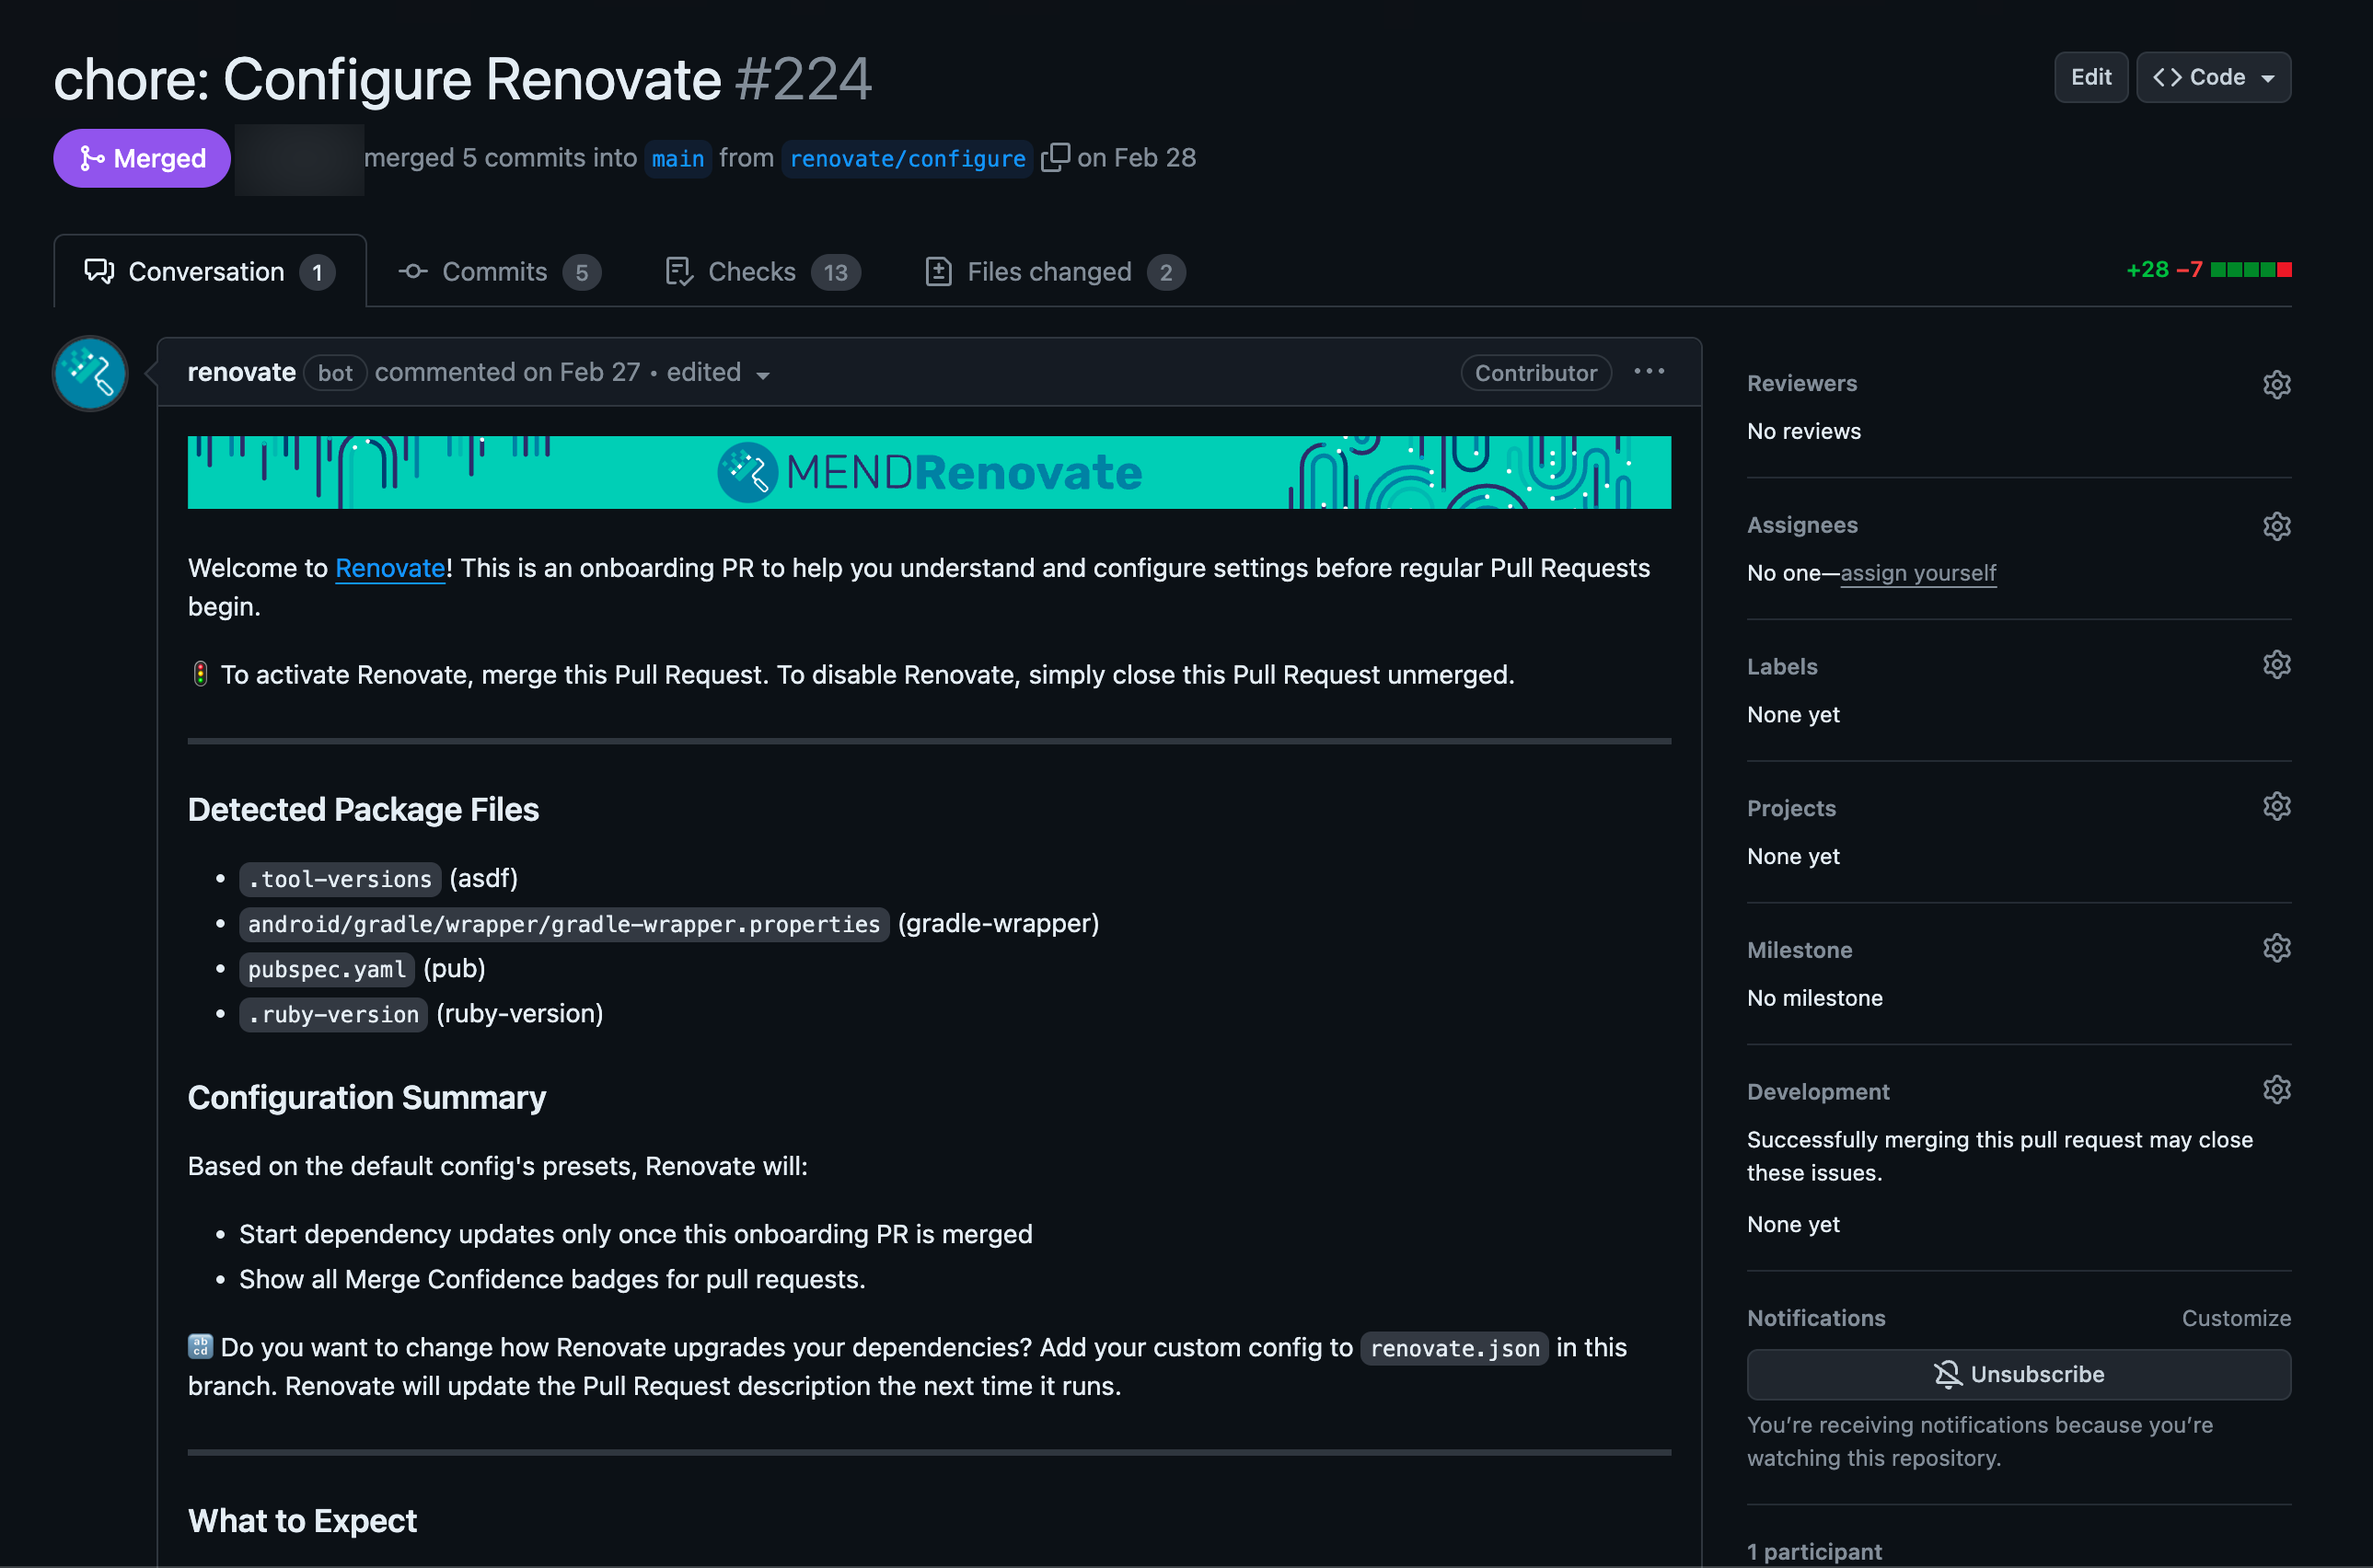 chore: Configure Renovate #224
Edit
Code
Merged
merged 5 commits into main from renovate/configure on Feb 28
Conversation 1
Commits 5
Checks 13
Files changed 2
+28 −7
renovate bot commented on Feb 27 • edited
Contributor
MENDRenovate
Welcome to Renovate! This is an onboarding PR to help you understand and configure settings before regular Pull Requests
begin.
🚦 To activate Renovate, merge this Pull Request. To disable Renovate, simply close this Pull Request unmerged.
Detected Package Files
• .tool-versions (asdf)
• android/gradle/wrapper/gradle-wrapper.properties (gradle-wrapper)
• pubspec.yaml (pub)
• .ruby-version (ruby-version)
Configuration Summary
Based on the default config's presets, Renovate will:
• Start dependency updates only once this onboarding PR is merged
• Show all Merge Confidence badges for pull requests.
🔡 Do you want to change how Renovate upgrades your dependencies? Add your custom config to renovate.json in this
branch. Renovate will update the Pull Request description the next time it runs.
What to Expect
Reviewers
No reviews
Assignees
No one—assign yourself
Labels
None yet
Projects
None yet
Milestone
No milestone
Development
Successfully merging this pull request may close
these issues.
None yet
Notifications
Customize
Unsubscribe
You’re receiving notifications because you’re
watching this repository.
1 participant